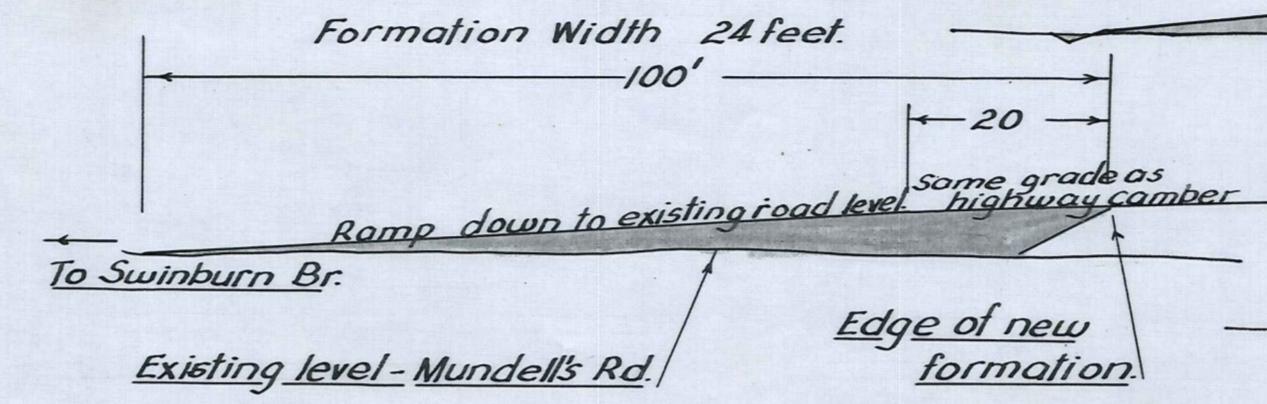 Formation Width 24 feet.
100'
20
Same grade as
highway camber
Ramp down to existing road level.
To Swinburn Br.
Edge of new
formation.
Existing level - Mundell's Rd.